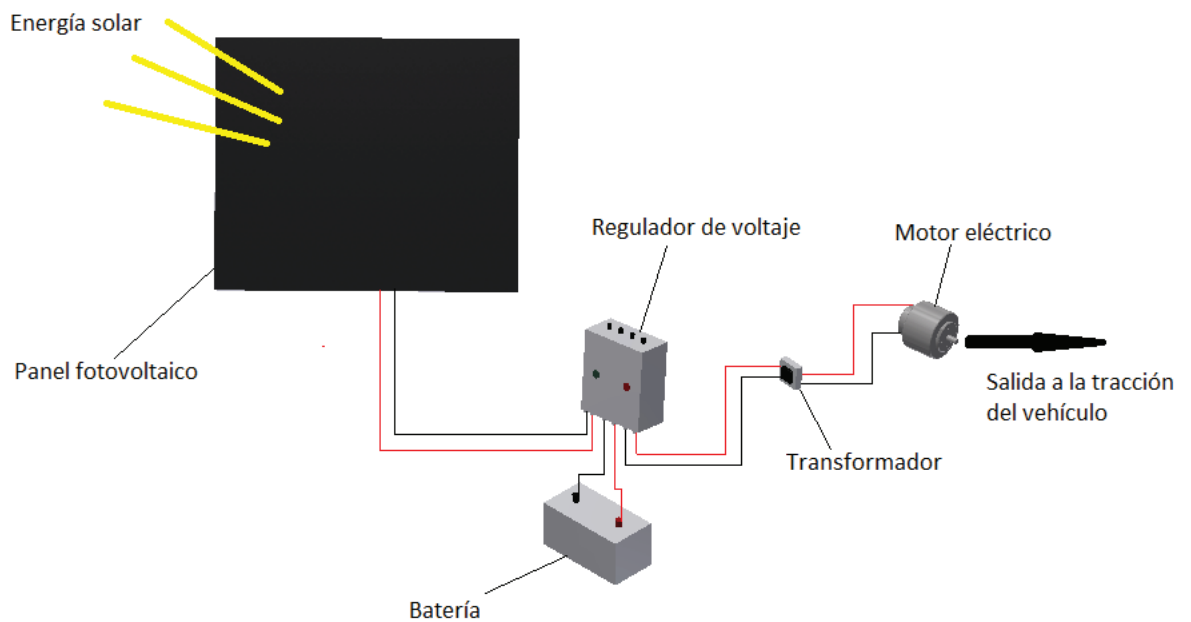 Energía solar
Regulador de voltaje
Motor eléctrico
Panel fotovoltaico
Salida a la tracción
del vehículo
Transformador
Batería